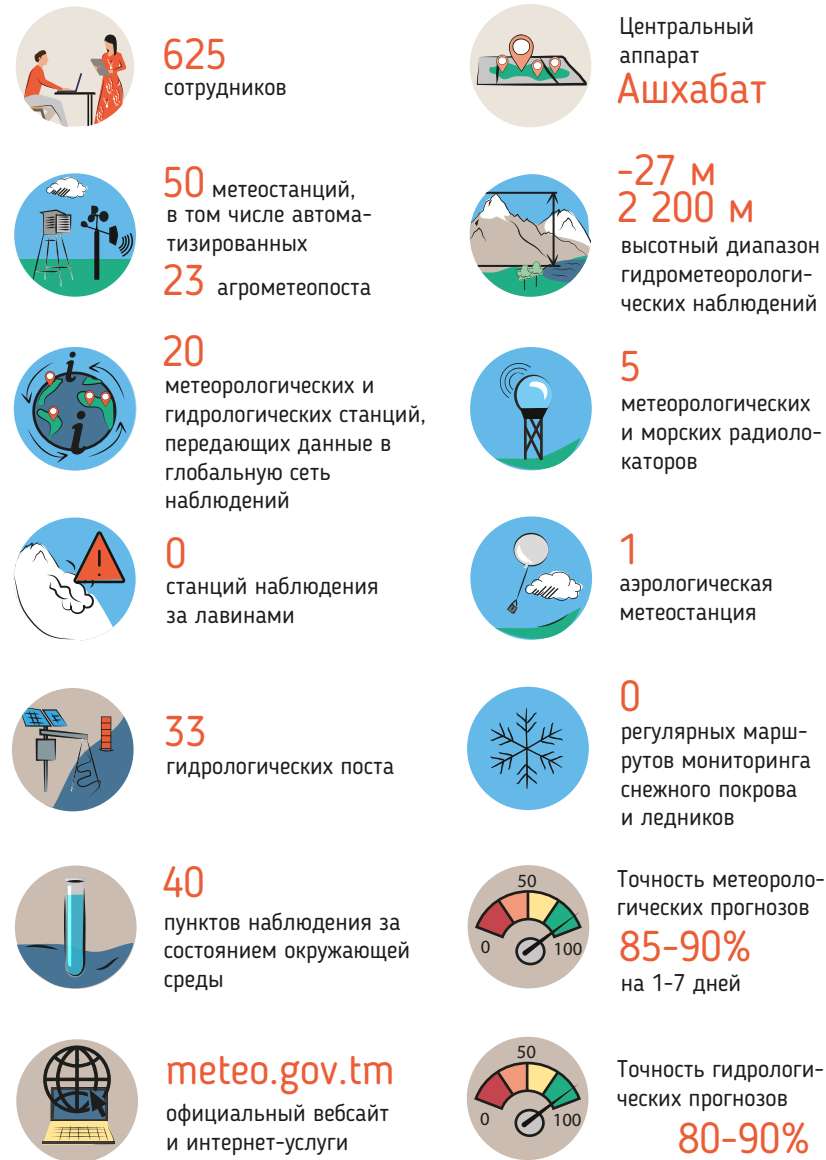 625
сотрудников
Центральный
аппарат
Ашхабат
50 метеостанций,
в том числе автома-
тизированных
23 агрометеопоста
-27 м
2 200 м
высотный диапазон
гидрометеорологи-
ческих наблюдений
20
метеорологических и
гидрологических станций,
передающих данные в
глобальную сеть
наблюдений
5
метеорологических
и морских радиоло-
каторов
0
станций наблюдения
за лавинами
1
аэрологическая
метеостанция
33
гидрологических поста
0
регулярных марш-
рутов мониторинга
снежного покрова
и ледников
40
пунктов наблюдения за
состоянием окружающей
среды
50
0
100
Точность метеороло-
гических прогнозов
85-90%
на 1-7 дней
meteo.gov.tm
официальный вебсайт
и интернет-услуги
50
0
100
Точность гидрологи-
ческих прогнозов
80-90%